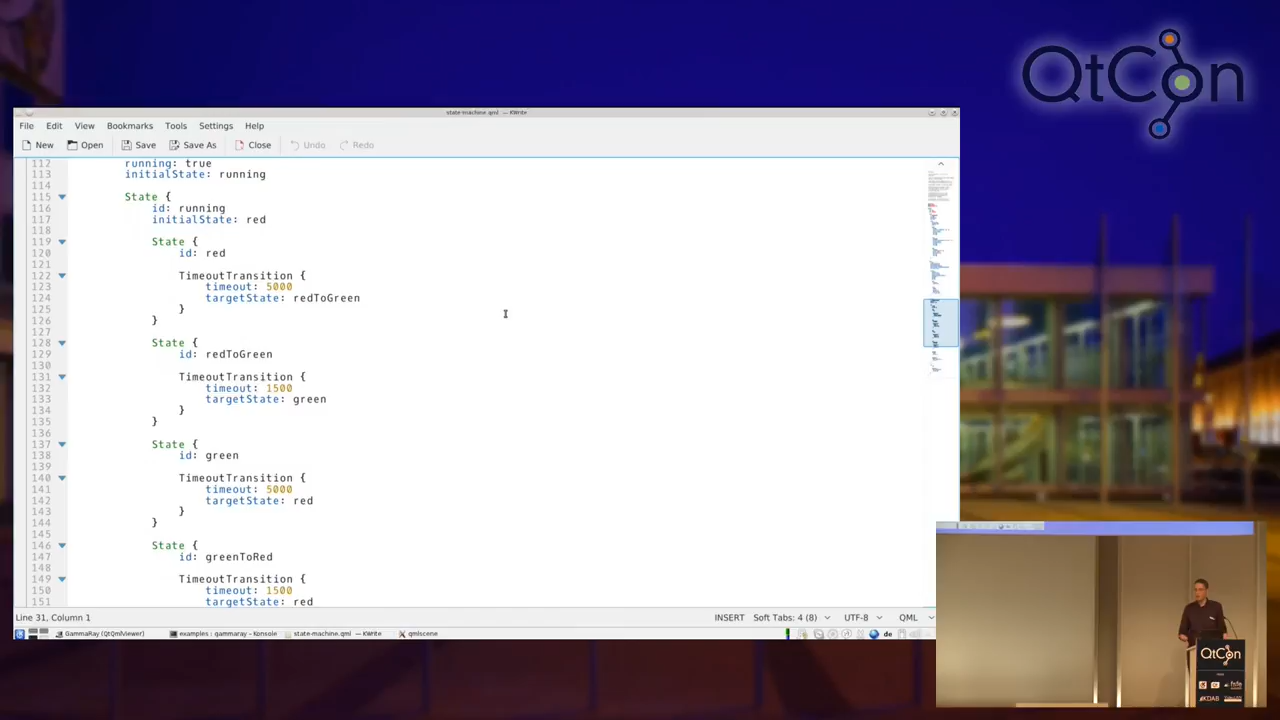 QtCon
state-machine.qml — KWrite
File Edit View Bookmarks Tools Settings Help
New Open Save Save As Close Undo Redo
112 running: true
113 initialState: running
114
115 State {
116 id: running
117 initialState: red
118
119 State {
120 id: red
121
122 TimeoutTransition {
123 timeout: 5000
124 targetState: redToGreen
125 }
126 }
127
128 State {
129 id: redToGreen
130
131 TimeoutTransition {
132 timeout: 1500
133 targetState: green
134 }
135 }
136
137 State {
138 id: green
139
140 TimeoutTransition {
141 timeout: 5000
142 targetState: red
143 }
144 }
145
146 State {
147 id: greenToRed
148
149 TimeoutTransition {
150 timeout: 1500
151 targetState: red
Line 31, Column 1 INSERT Soft Tabs: 4 (8) UTF-8 QML
GammaRay (QtQmlViewer) examples : gammaray – Konsole state-machine.qml — KWrite qmlscene de
QtCon
fsfe
KDAB
VideoLAN